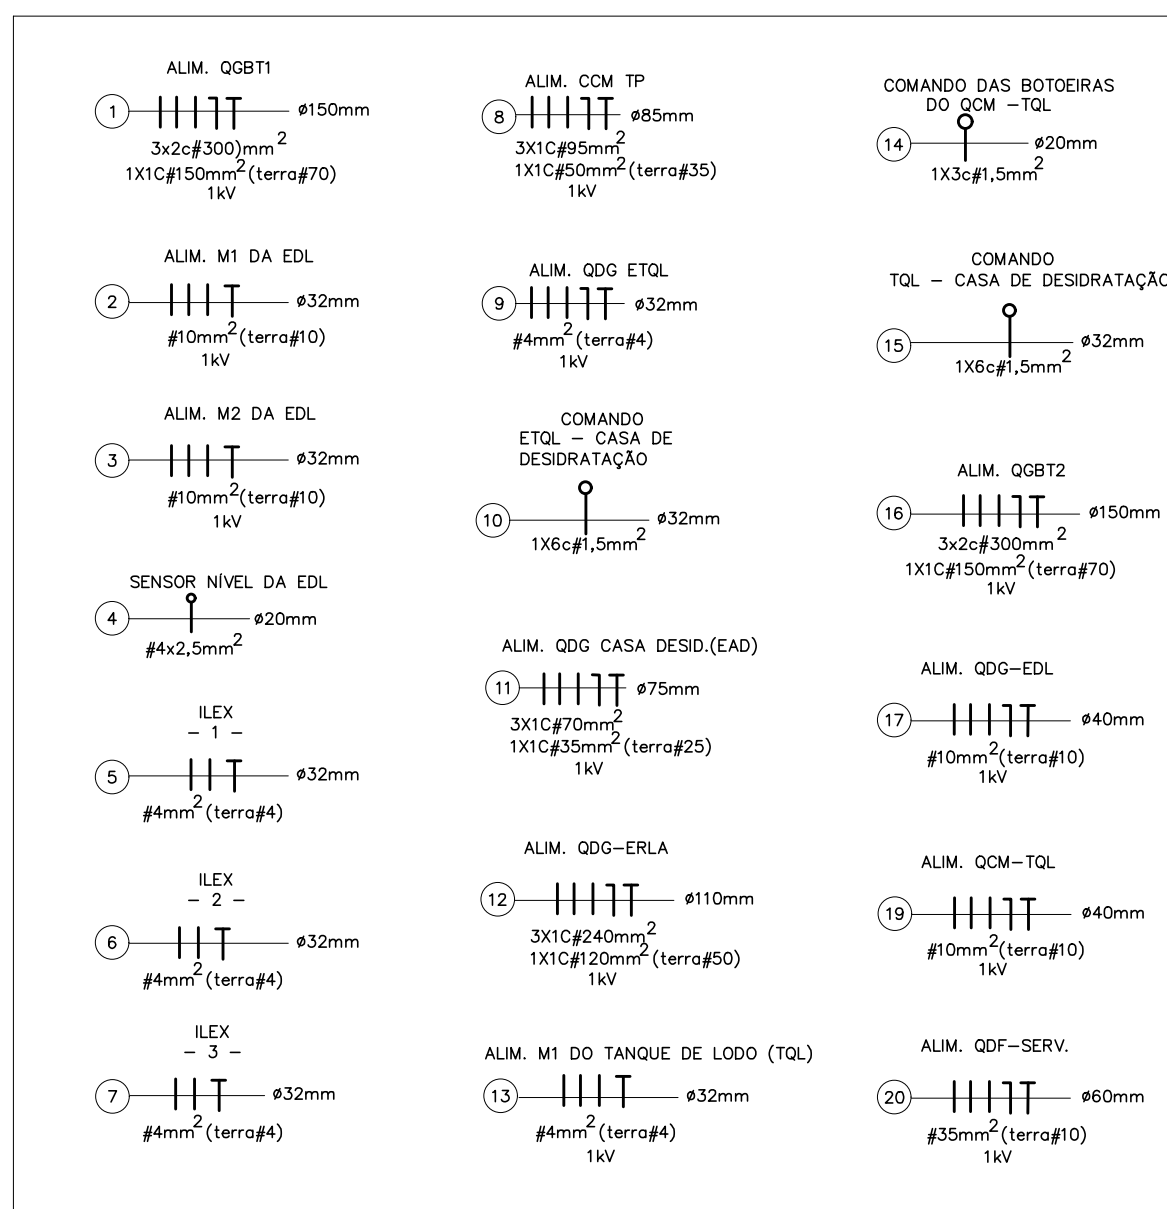 ALIM. QGBT1
1
ø150mm
3x2c#300)mm²
1X1C#150mm²(terra#70)
1kV
ALIM. M1 DA EDL
2
ø32mm
#10mm²(terra#10)
1kV
ALIM. M2 DA EDL
3
ø32mm
#10mm²(terra#10)
1kV
SENSOR NÍVEL DA EDL
4
ø20mm
#4x2,5mm²
ILEX
- 1 -
5
ø32mm
#4mm²(terra#4)
ILEX
- 2 -
6
ø32mm
#4mm²(terra#4)
ILEX
- 3 -
7
ø32mm
#4mm²(terra#4)
ALIM. CCM TP
8
ø85mm
3X1C#95mm²
1X1C#50mm²(terra#35)
1kV
ALIM. QDG ETQL
9
ø32mm
#4mm²(terra#4)
1kV
COMANDO
ETQL - CASA DE
DESIDRATAÇÃO
10
ø32mm
1X6c#1,5mm²
ALIM. QDG CASA DESID.(EAD)
11
ø75mm
3X1C#70mm²
1X1C#35mm²(terra#25)
1kV
ALIM. QDG-ERLA
12
ø110mm
3X1C#240mm²
1X1C#120mm²(terra#50)
1kV
ALIM. M1 DO TANQUE DE LODO (TQL)
13
ø32mm
#4mm²(terra#4)
1kV
COMANDO DAS BOTOEIRAS
DO QCM -TQL
14
ø20mm
1X3c#1,5mm²
COMANDO
TQL - CASA DE DESIDRATAÇÃO
15
ø32mm
1X6c#1,5mm²
ALIM. QGBT2
16
ø150mm
3x2c#300mm²
1X1C#150mm²(terra#70)
1kV
ALIM. QDG-EDL
17
ø40mm
#10mm²(terra#10)
1kV
ALIM. QCM-TQL
19
ø40mm
#10mm²(terra#10)
1kV
ALIM. QDF-SERV.
20
ø60mm
#35mm²(terra#10)
1kV